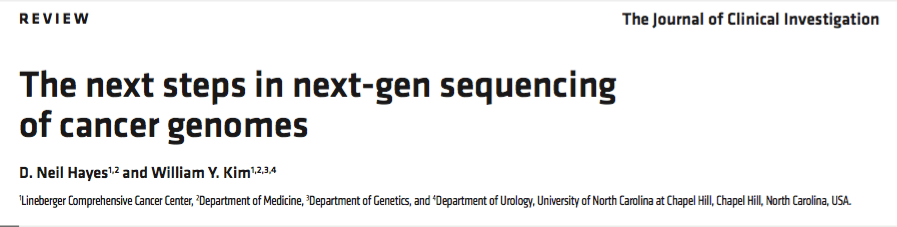 REVIEW
The Journal of Clinical Investigation
The next steps in next-gen sequencing
of cancer genomes
D. Neil Hayes1,2 and William Y. Kim1,2,3,4
1Lineberger Comprehensive Cancer Center, 2Department of Medicine, 3Department of Genetics, and 4Department of Urology, University of North Carolina at Chapel Hill, Chapel Hill, North Carolina, USA.